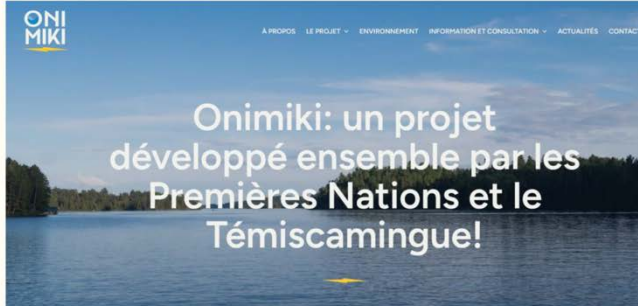 ONI
MIKI
À PROPOS LE PROJET ENVIRONNEMENT INFORMATION ET CONSULTATION ACTUALITÉS CONTACT
Onimiki: un projet
développé ensemble par les
Premières Nations et le
Témiscamingue!